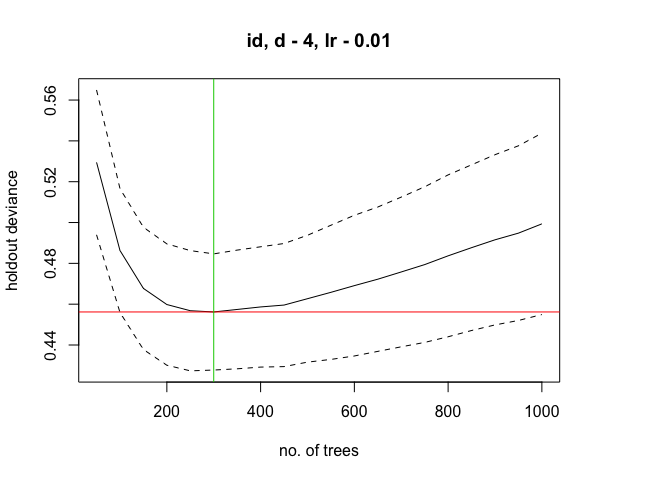 id, d - 4, lr - 0.01
holdout deviance
0.56
0.52
0.48
0.44
200 400 600 800 1000
no. of trees